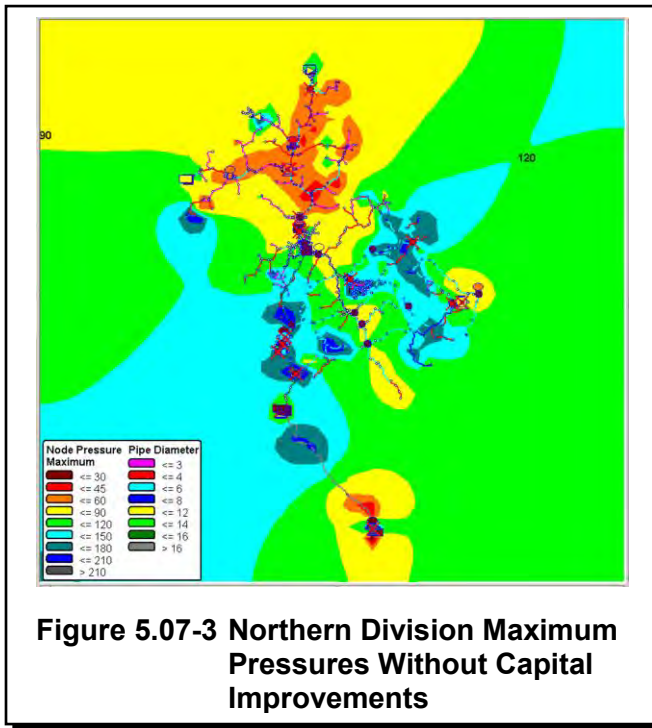 90
120
Node Pressure Pipe Diameter
Maximum <= 3
<= 30 <= 4
<= 45 <= 6
<= 60 <= 8
<= 90 <= 12
<= 120 <= 14
<= 150 <= 16
<= 180 > 16
<= 210
> 210
Figure 5.07-3 Northern Division Maximum
Pressures Without Capital
Improvements